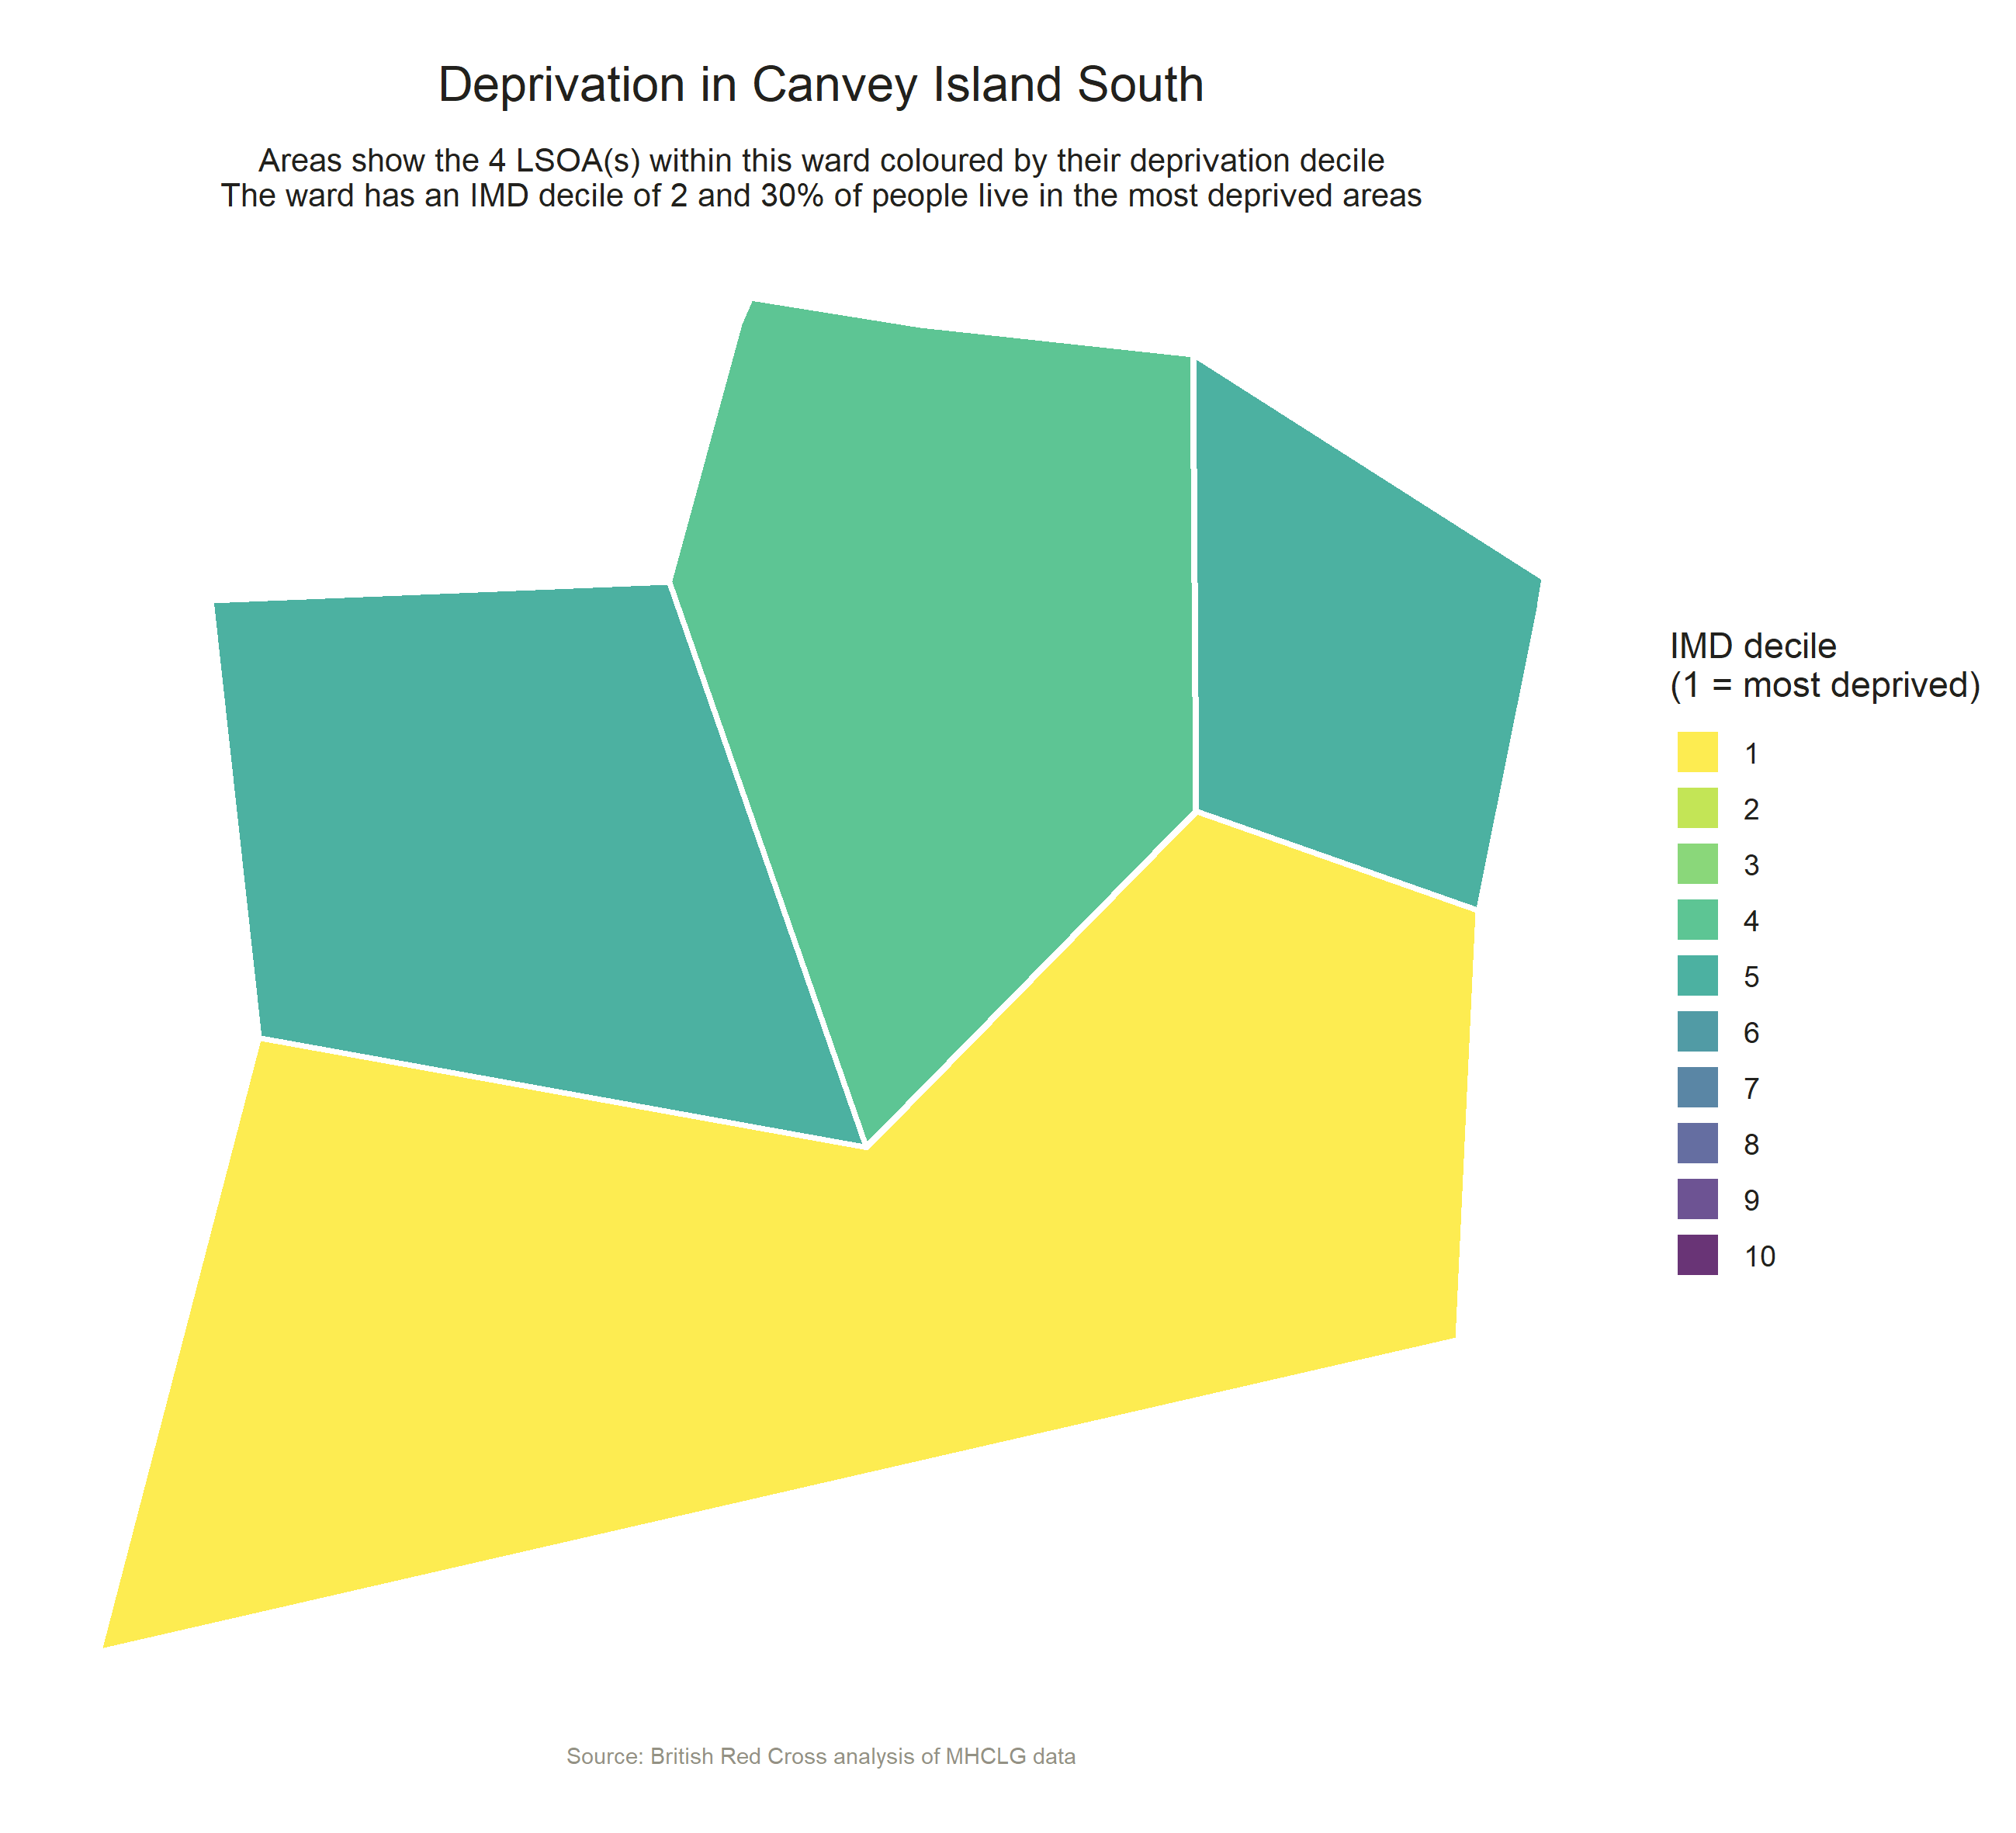 Deprivation in Canvey Island South
Areas show the 4 LSOA(s) within this ward coloured by their deprivation decile
The ward has an IMD decile of 2 and 30% of people live in the most deprived areas
IMD decile
(1 = most deprived)
1
2
3
4
5
6
7
8
9
10
Source: British Red Cross analysis of MHCLG data